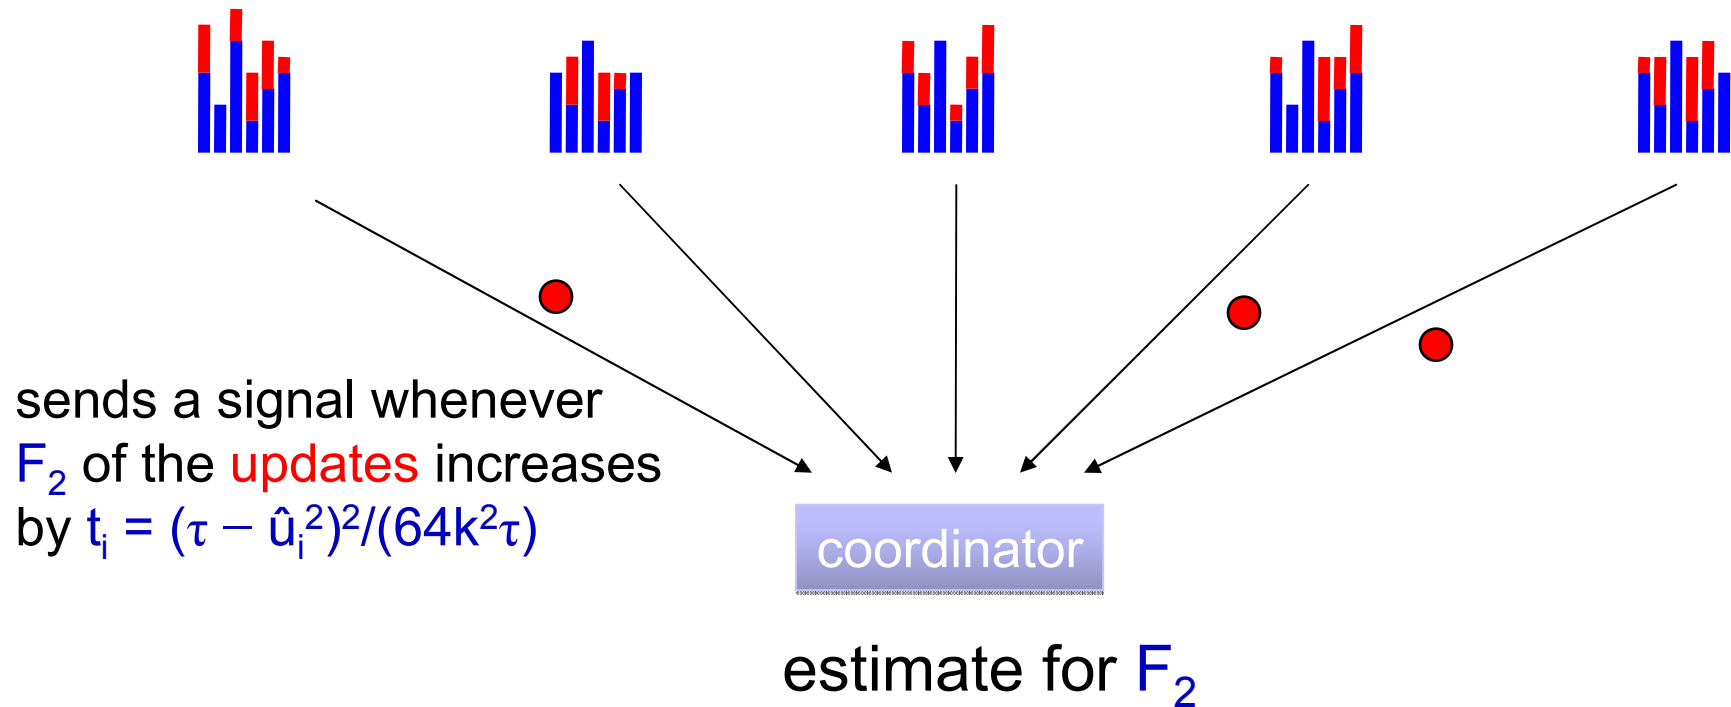 sends a signal whenever
F₂ of the updates increases
by tᵢ = (τ – ûᵢ²)²/(64k²τ)
coordinator
estimate for F₂